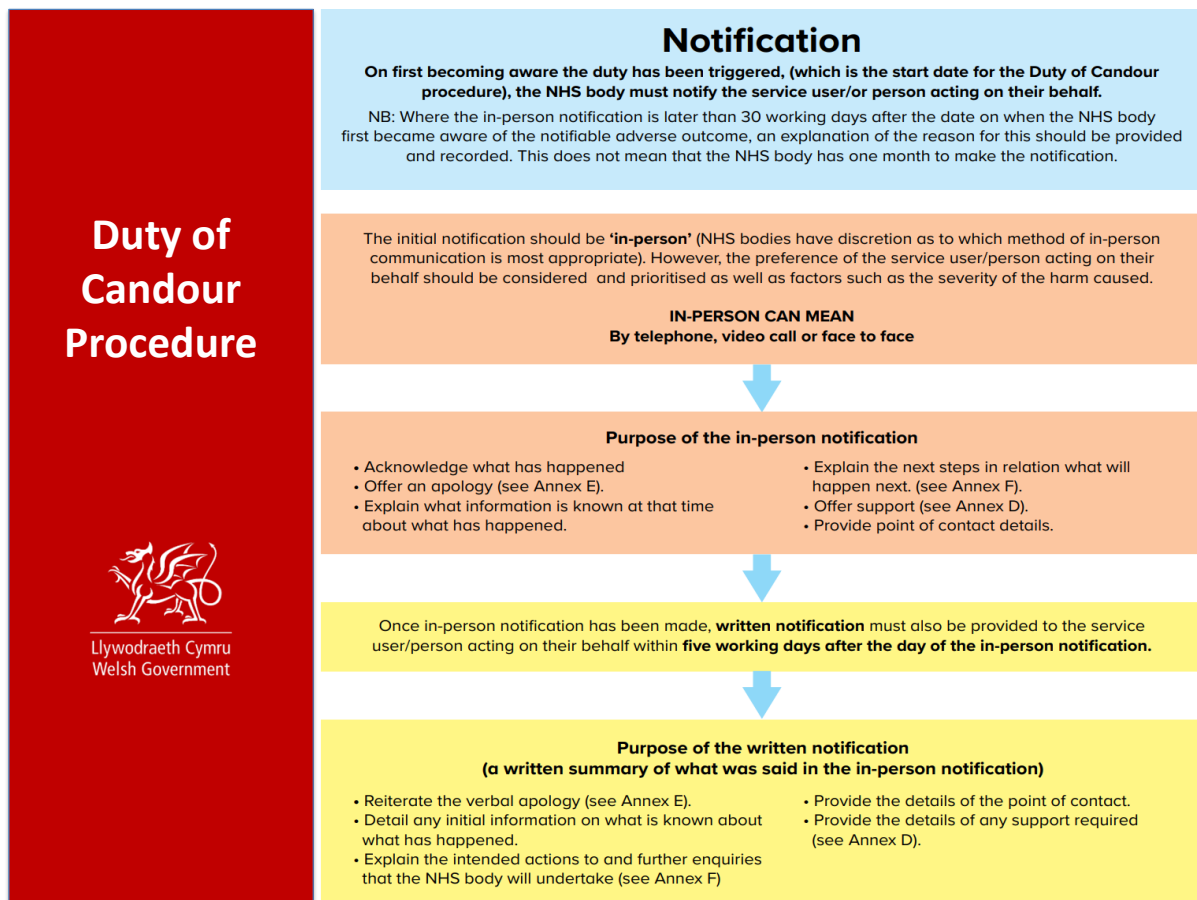 Duty of
Candour
Procedure
Llywodraeth Cymru
Welsh Government
Notification
On first becoming aware the duty has been triggered, (which is the start date for the Duty of Candour
procedure), the NHS body must notify the service user/or person acting on their behalf.
NB: Where the in-person notification is later than 30 working days after the date on when the NHS body
first became aware of the notifiable adverse outcome, an explanation of the reason for this should be provided
and recorded. This does not mean that the NHS body has one month to make the notification.
The initial notification should be ‘in-person’ (NHS bodies have discretion as to which method of in-person
communication is most appropriate). However, the preference of the service user/person acting on their
behalf should be considered and prioritised as well as factors such as the severity of the harm caused.
IN-PERSON CAN MEAN
By telephone, video call or face to face
Purpose of the in-person notification
• Acknowledge what has happened
• Offer an apology (see Annex E).
• Explain what information is known at that time
about what has happened.
• Explain the next steps in relation what will
happen next. (see Annex F).
• Offer support (see Annex D).
• Provide point of contact details.
Once in-person notification has been made, written notification must also be provided to the service
user/person acting on their behalf within five working days after the day of the in-person notification.
Purpose of the written notification
(a written summary of what was said in the in-person notification)
• Reiterate the verbal apology (see Annex E).
• Detail any initial information on what is known about
what has happened.
• Explain the intended actions to and further enquiries
that the NHS body will undertake (see Annex F)
• Provide the details of the point of contact.
• Provide the details of any support required
(see Annex D).